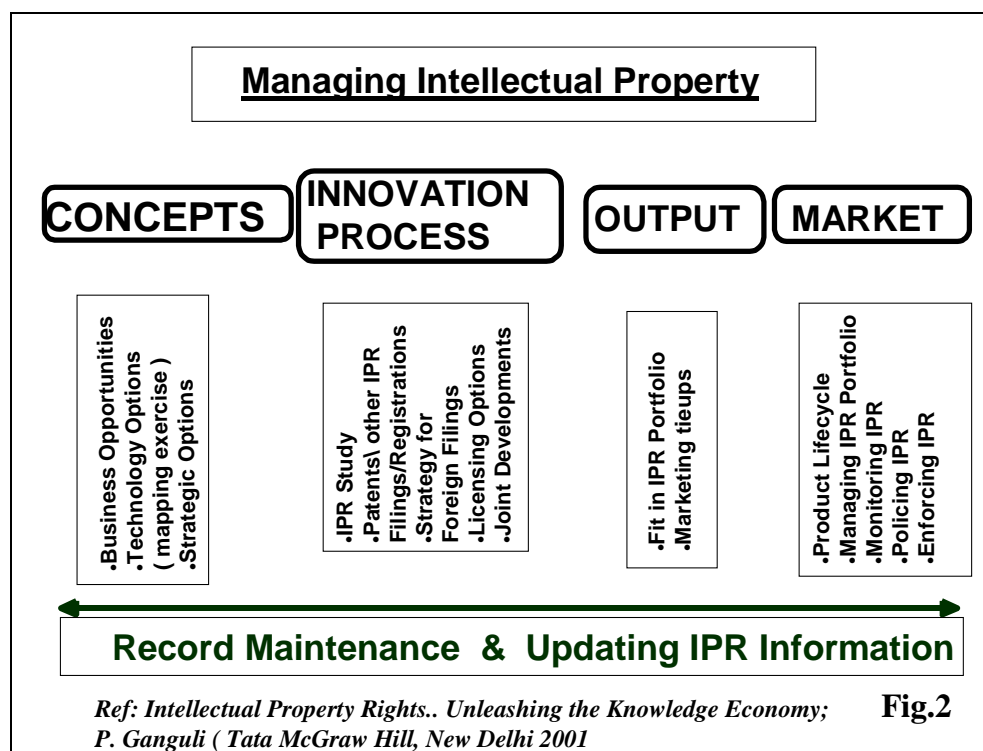 Managing Intellectual Property
CONCEPTS
INNOVATION
PROCESS
OUTPUT
MARKET
.Business Opportunities
.Technology Options
( mapping exercise )
.Strategic Options
.IPR Study
.Patents\ other IPR
Filings/Registrations
.Strategy for
Foreign Filings
.Licensing Options
.Joint Developments
.Fit in IPR Portfolio
.Marketing tieups
.Product Lifecycle
.Managing IPR Portfolio
.Monitoring IPR
.Policing IPR
.Enforcing IPR
Record Maintenance & Updating IPR Information
Ref: Intellectual Property Rights.. Unleashing the Knowledge Economy;
P. Ganguli ( Tata McGraw Hill, New Delhi 2001
Fig.2